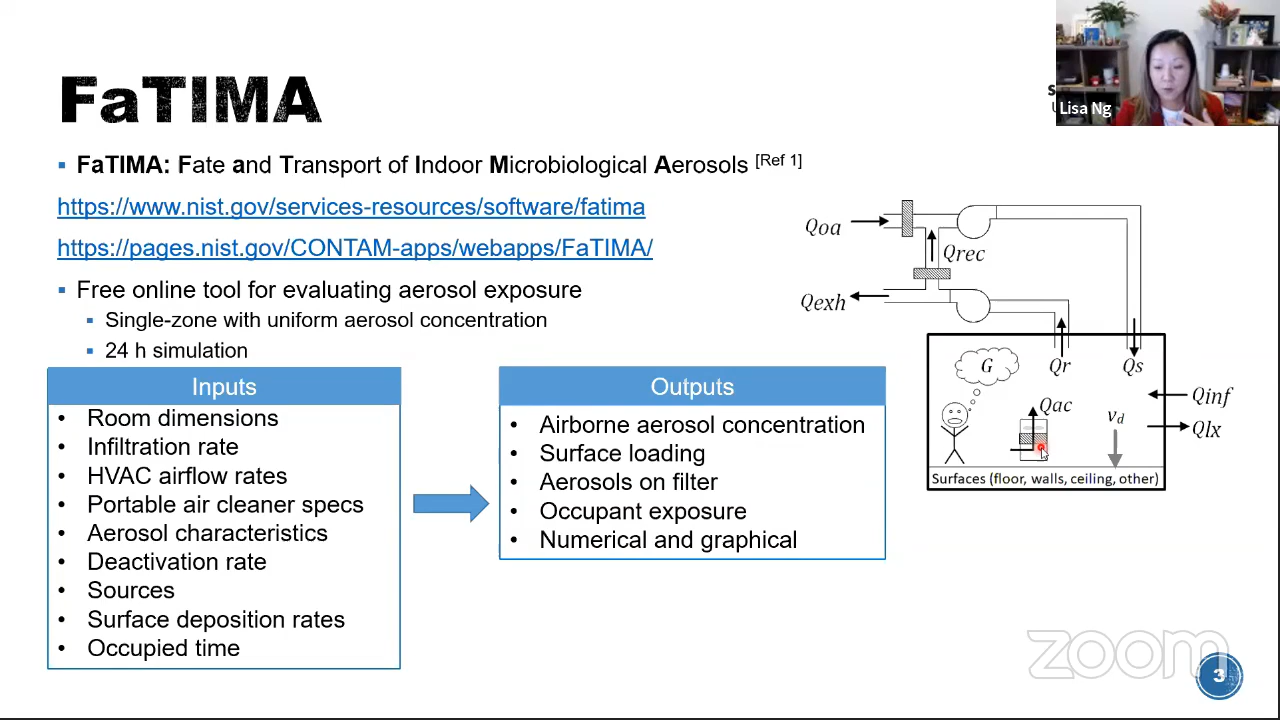 FaTIMA
Lisa Ng
▪ FaTIMA: Fate and Transport of Indoor Microbiological Aerosols [Ref 1]
https://www.nist.gov/services-resources/software/fatima
https://pages.nist.gov/CONTAM-apps/webapps/FaTIMA/
▪ Free online tool for evaluating aerosol exposure
▪ Single-zone with uniform aerosol concentration
▪ 24 h simulation
Inputs
• Room dimensions
• Infiltration rate
• HVAC airflow rates
• Portable air cleaner specs
• Aerosol characteristics
• Deactivation rate
• Sources
• Surface deposition rates
• Occupied time
Outputs
• Airborne aerosol concentration
• Surface loading
• Aerosols on filter
• Occupant exposure
• Numerical and graphical
Qoa
Qrec
Qexh
G
Qr
Qs
Qac
vd
Qinf
Qlx
Surfaces (floor, walls, ceiling, other)
zoom
3